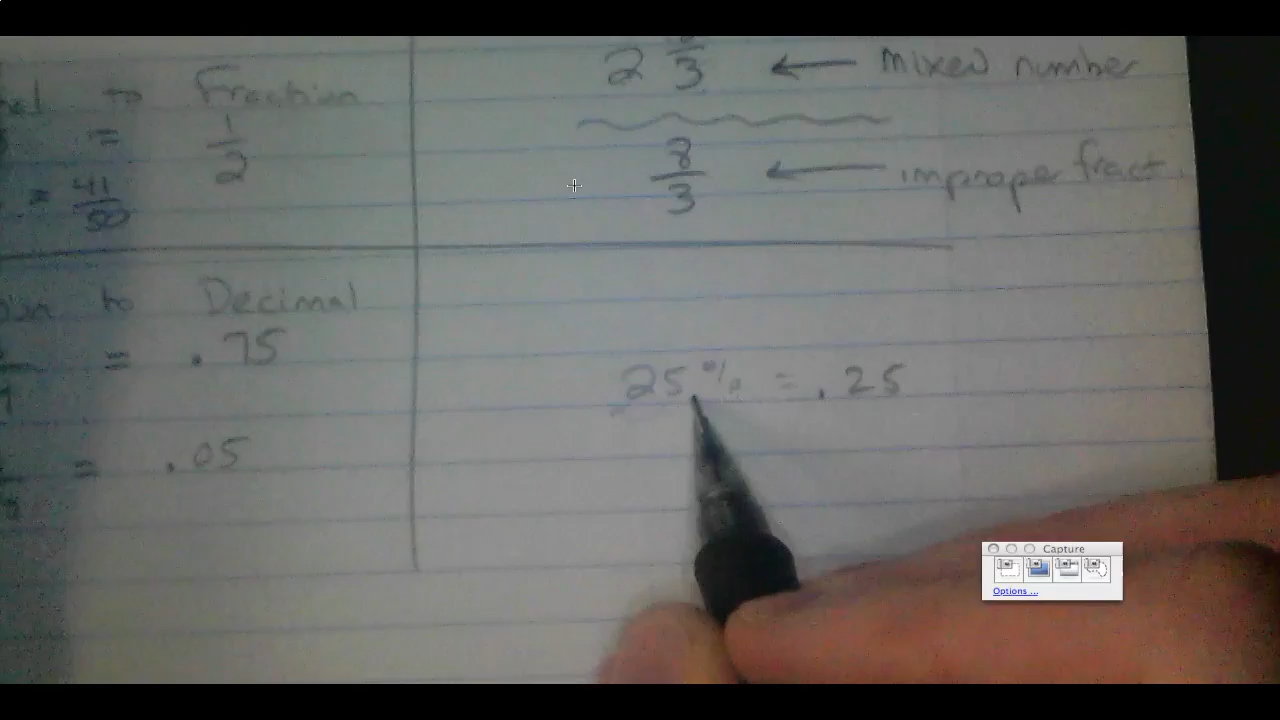 to Fraction
= 1/2
= 41/50
to Decimal
= .75
= .05
2 /3 ← mixed number
2/3 ← improper fract.
25% = .25
Capture
Options ...